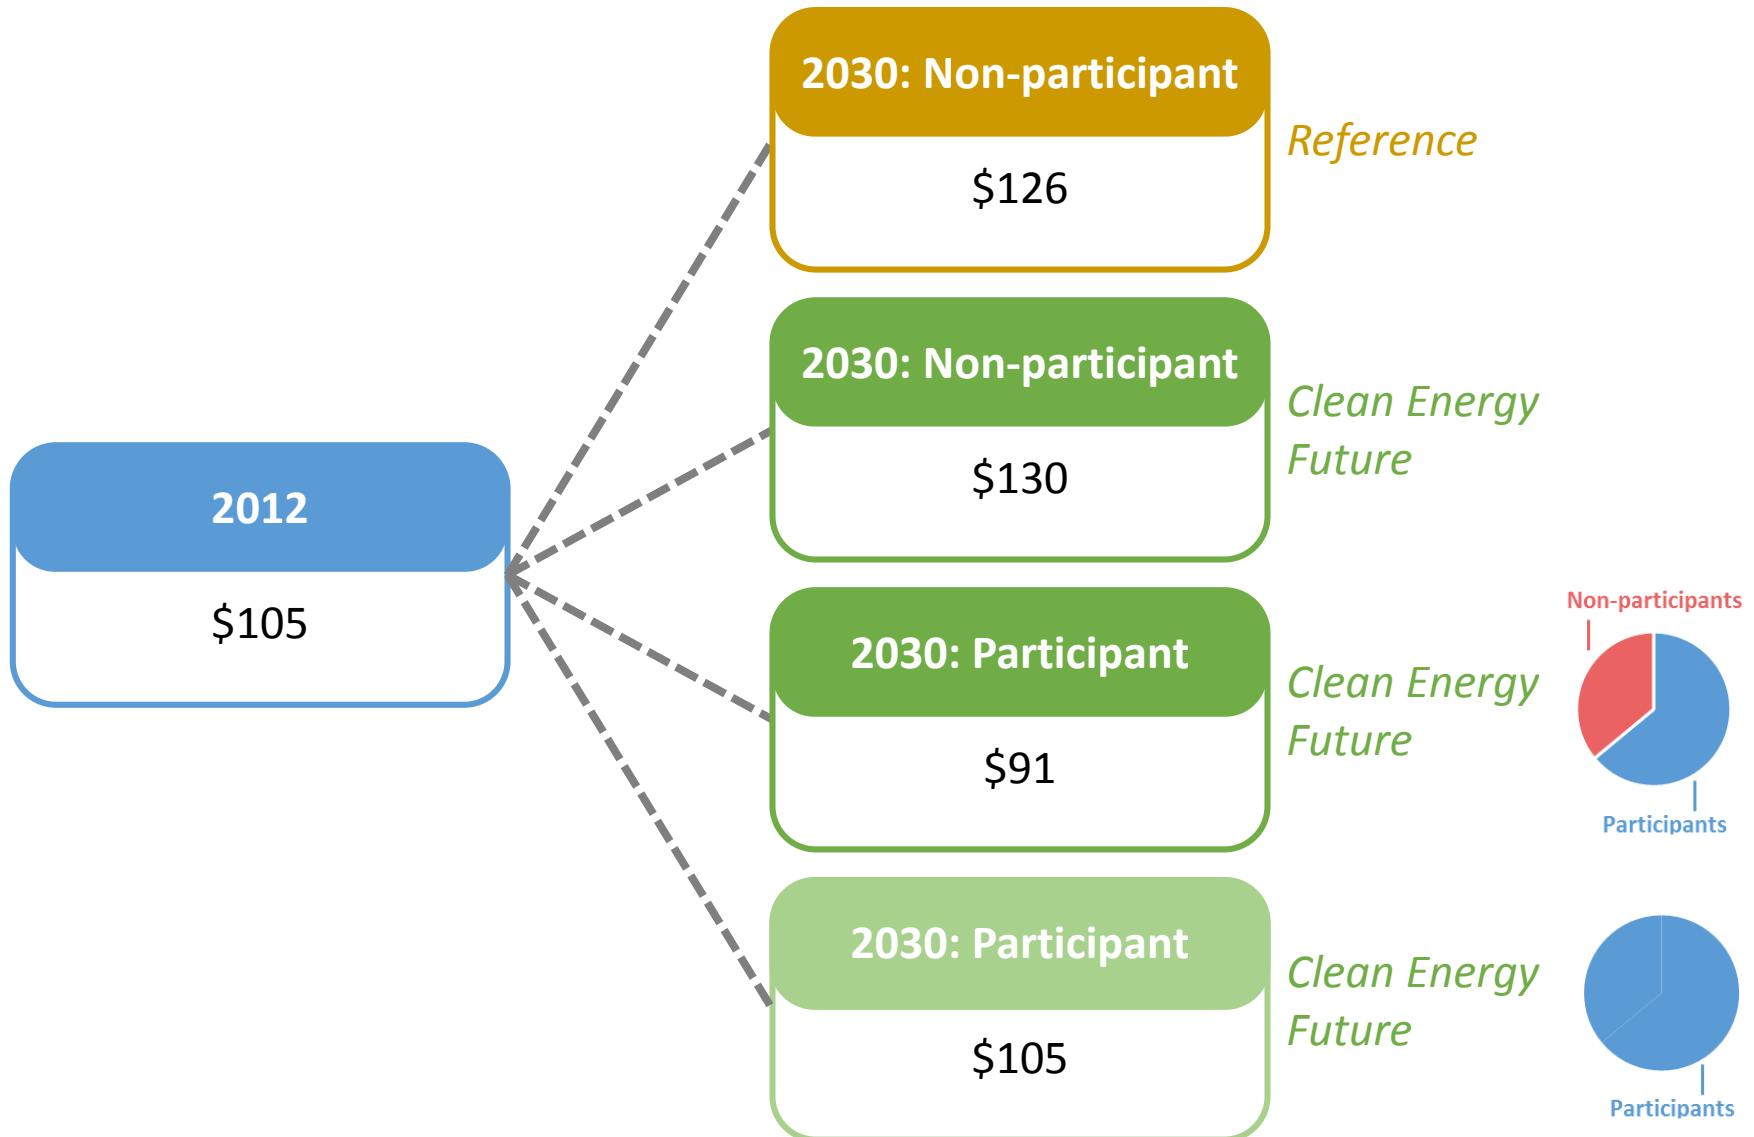 2012
$105
2030: Non-participant
$126
Reference
2030: Non-participant
$130
Clean Energy
Future
2030: Participant
$91
Clean Energy
Future
Non-participants
Participants
2030: Participant
$105
Clean Energy
Future
Participants